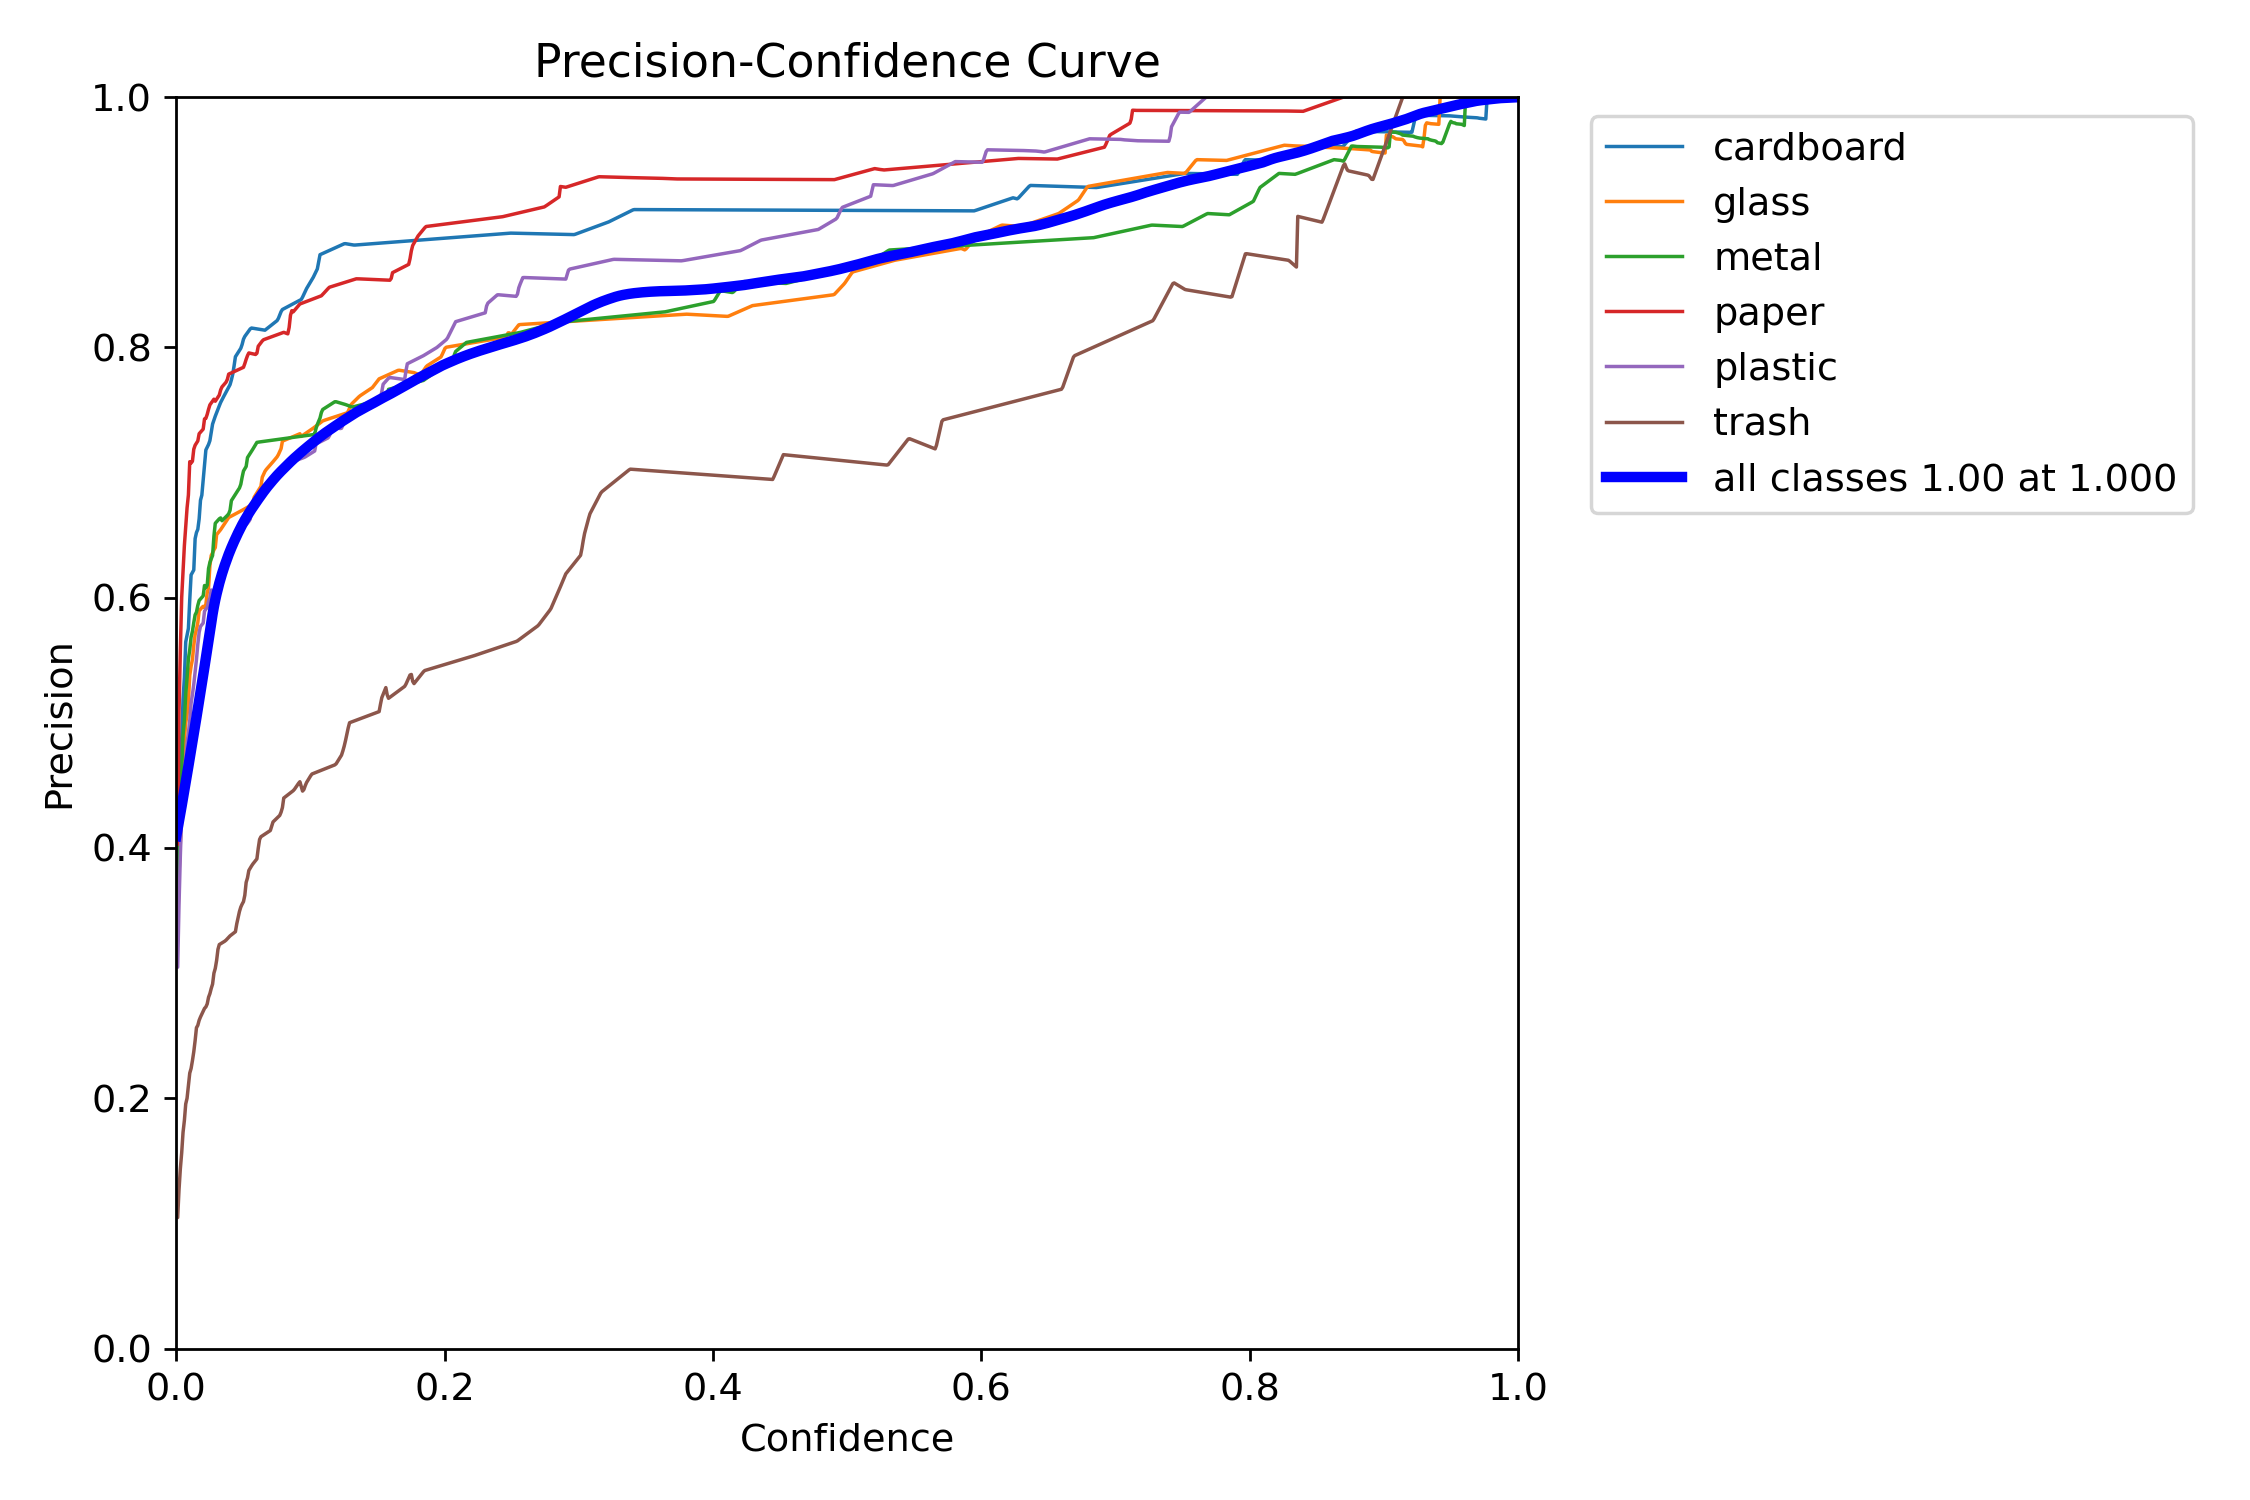 Precision-Confidence Curve
1.0
0.8
0.6
0.4
0.2
0.0
Precision
0.0 0.2 0.4 0.6 0.8 1.0
Confidence
cardboard
glass
metal
paper
plastic
trash
all classes 1.00 at 1.000